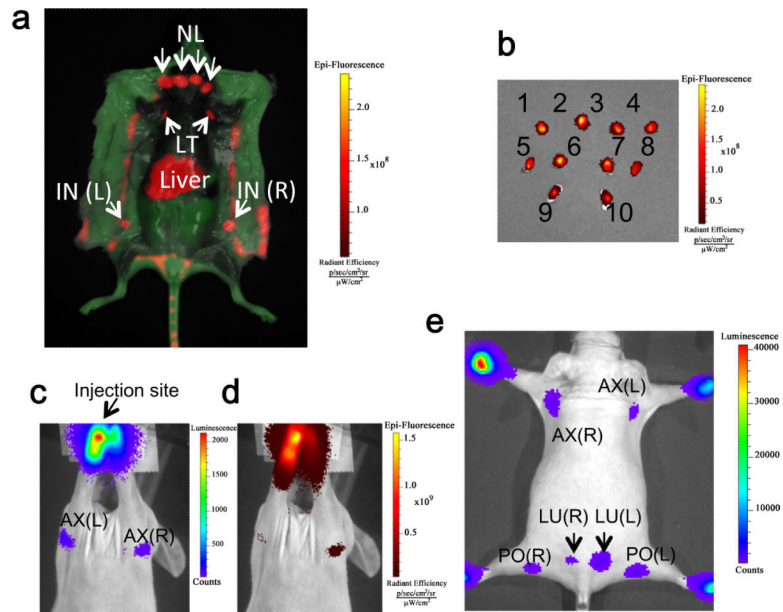 a
NL
LT
Liver
IN (L)
IN (R)
Epi-Fluorescence
2.0
1.5
x10⁸
1.0
Radiant Efficiency
p/sec/cm²/sr
µW/cm²
b
1
2
3
4
5
6
7
8
9
10
Epi-Fluorescence
2.0
1.5
x10⁸
1.0
0.5
Radiant Efficiency
p/sec/cm²/sr
µW/cm²
c
Injection site
AX(L)
AX(R)
Luminescence
2000
1500
1000
500
Counts
d
Epi-Fluorescence
1.5
1.0
x10⁹
0.5
Radiant Efficiency
p/sec/cm²/sr
µW/cm²
e
AX(L)
AX(R)
LU(R)
LU(L)
PO(R)
PO(L)
Luminescence
40000
30000
20000
10000
Counts